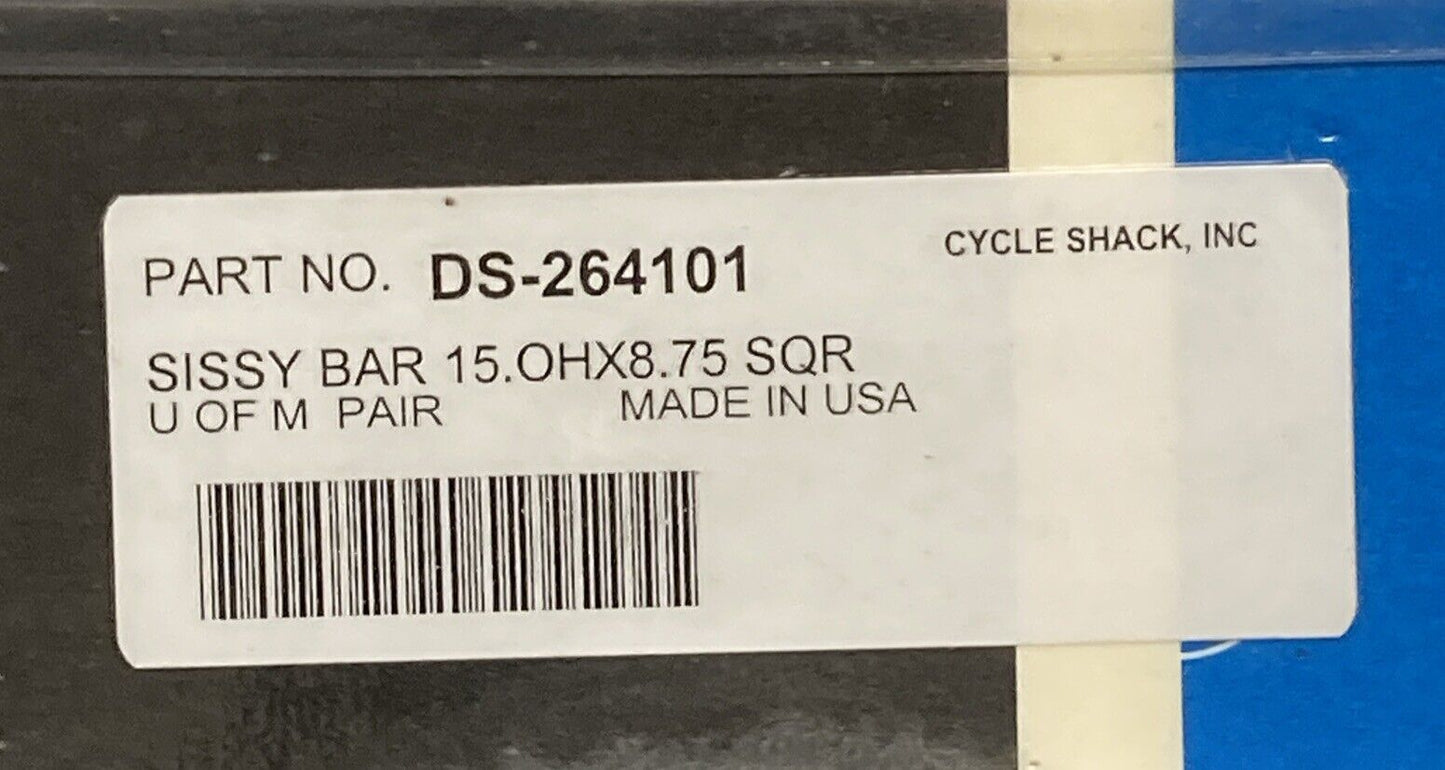 PART NO. DS-264101
CYCLE SHACK, INC
SISSY BAR 15.OHX8.75 SQR
U OF M PAIR MADE IN USA